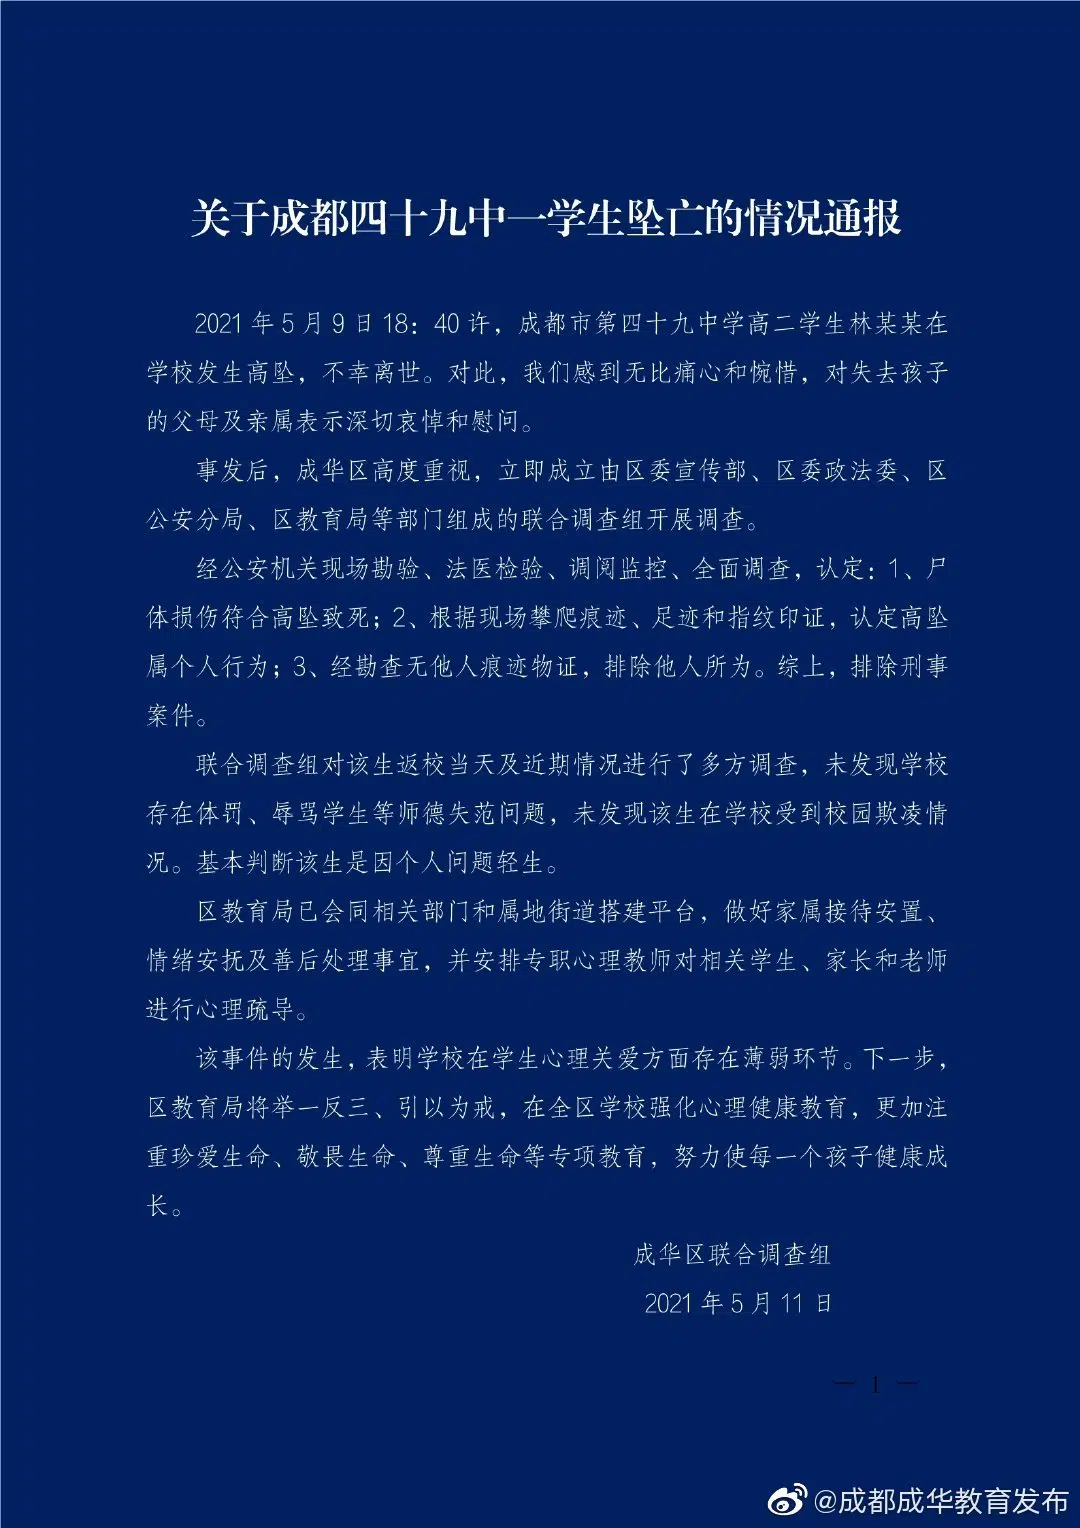 关于成都四十九中一学生坠亡的情况通报
2021年5月9日18：40许，成都市第四十九中学高二学生林某某在
学校发生高坠，不幸离世。对此，我们感到无比痛心和惋惜，对失去孩子
的父母及亲属表示深切哀悼和慰问。
事发后，成华区高度重视，立即成立由区委宣传部、区委政法委、区
公安分局、区教育局等部门组成的联合调查组开展调查。
经公安机关现场勘验、法医检验、调阅监控、全面调查，认定：1、尸
体损伤符合高坠致死；2、根据现场攀爬痕迹、足迹和指纹印证，认定高坠
属个人行为；3、经勘查无他人痕迹物证，排除他人所为。综上，排除刑事
案件。
联合调查组对该生返校当天及近期情况进行了多方调查，未发现学校
存在体罚、辱骂学生等师德失范问题，未发现该生在学校受到校园欺凌情
况。基本判断该生是因个人问题轻生。
区教育局已会同相关部门和属地街道搭建平台，做好家属接待安置、
情绪安抚及善后处理事宜，并安排专职心理教师对相关学生、家长和老师
进行心理疏导。
该事件的发生，表明学校在学生心理关爱方面存在薄弱环节。下一步，
区教育局将举一反三、引以为戒，在全区学校强化心理健康教育，更加注
重珍爱生命、敬畏生命、尊重生命等专项教育，努力使每一个孩子健康成
长。
成华区联合调查组
2021年5月11日
— 1 —
@成都成华教育发布